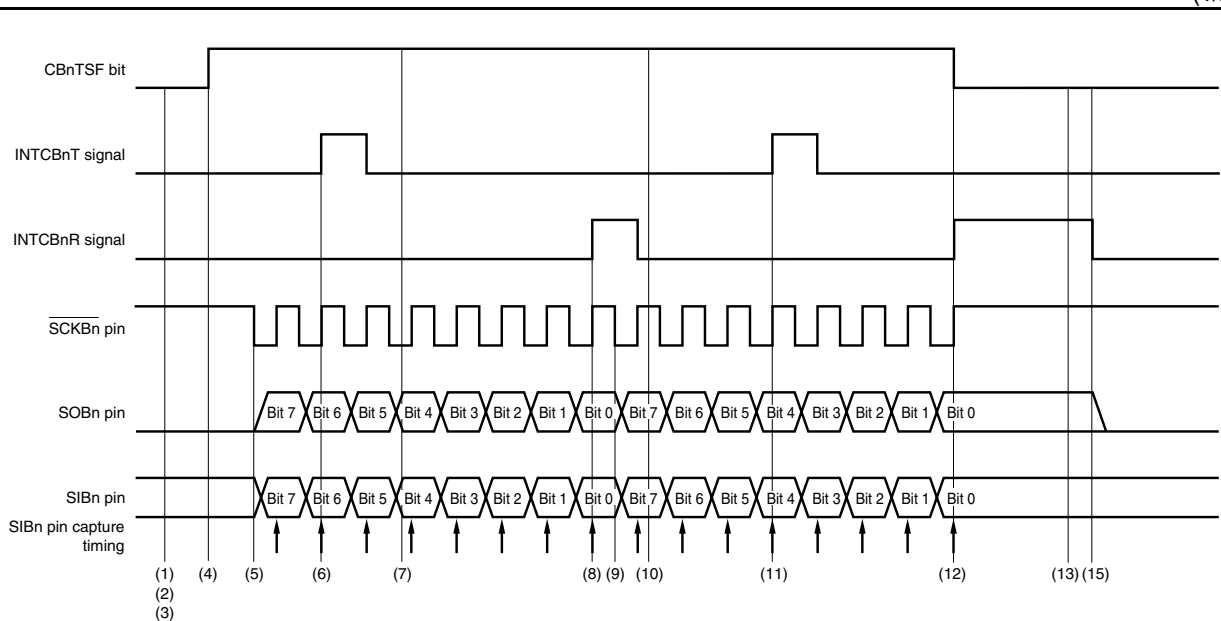 CBnTSF bit
INTCBnT signal
INTCBnR signal
SCKBn pin
SOBn pin
Bit 7 Bit 6 Bit 5 Bit 4 Bit 3 Bit 2 Bit 1 Bit 0 Bit 7 Bit 6 Bit 5 Bit 4 Bit 3 Bit 2 Bit 1 Bit 0
SIBn pin
Bit 7 Bit 6 Bit 5 Bit 4 Bit 3 Bit 2 Bit 1 Bit 0 Bit 7 Bit 6 Bit 5 Bit 4 Bit 3 Bit 2 Bit 1 Bit 0
SIBn pin capture
timing
(1) (4) (5) (6) (7) (8) (9) (10) (11) (12) (13) (15)
(2)
(3)